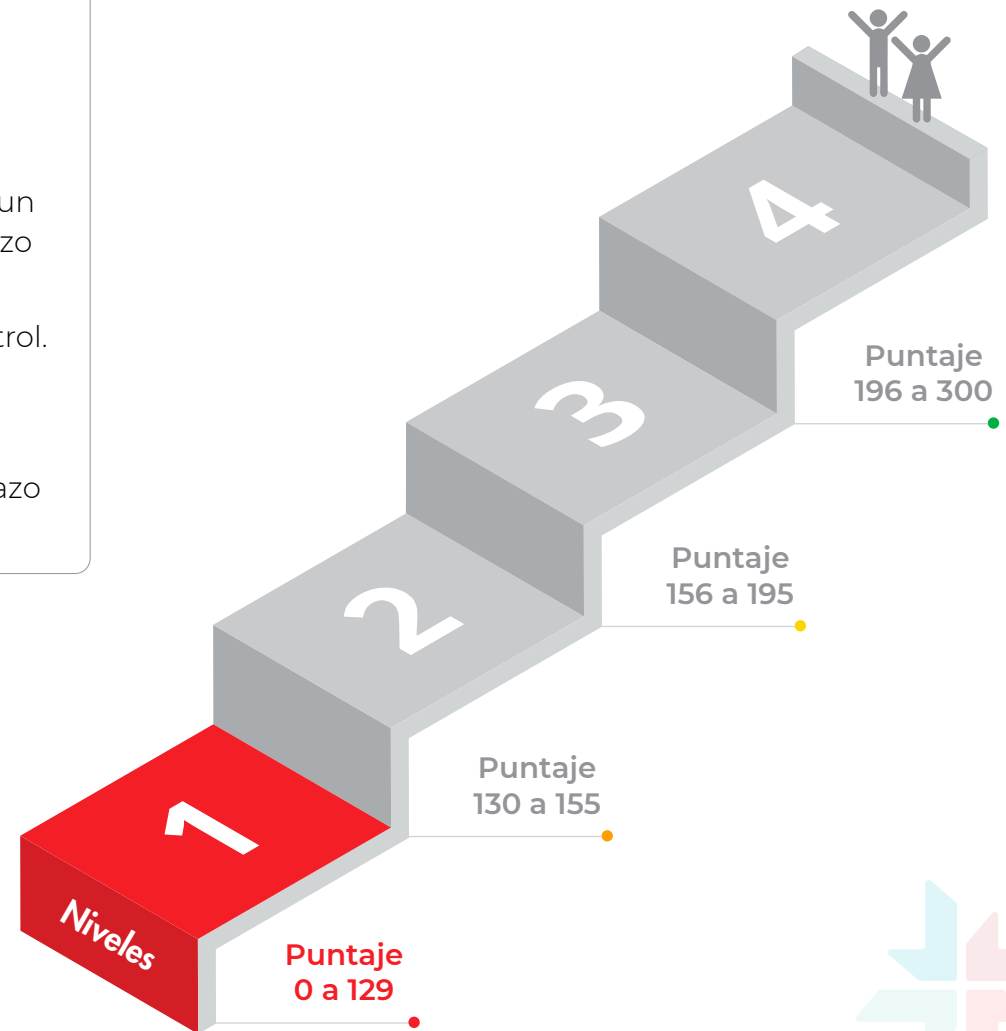 un
zo
trol.
azo
4
Puntaje
196 a 300
3
Puntaje
156 a 195
2
Puntaje
130 a 155
1
Niveles
Puntaje
0 a 129